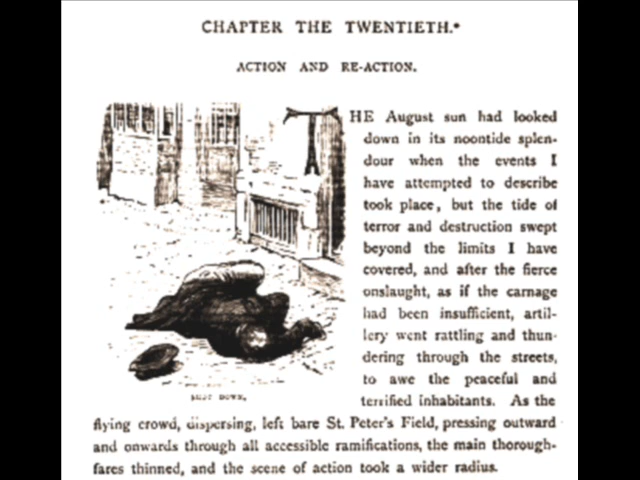 CHAPTER THE TWENTIETH.*
ACTION AND RE-ACTION.
THE August sun had looked
down in its noontide splen-
dour when the events I
have attempted to describe
took place, but the tide of
terror and destruction swept
beyond the limits I have
covered, and after the fierce
onslaught, as if the carnage
had been insufficient, artil-
lery went rattling and thun-
dering through the streets,
to awe the peaceful and
terrified inhabitants. As the
SHOT DOWN.
flying crowd, dispersing, left bare St. Peter's Field, pressing outward
and onwards through all accessible ramifications, the main thorough-
fares thinned, and the scene of action took a wider radius.